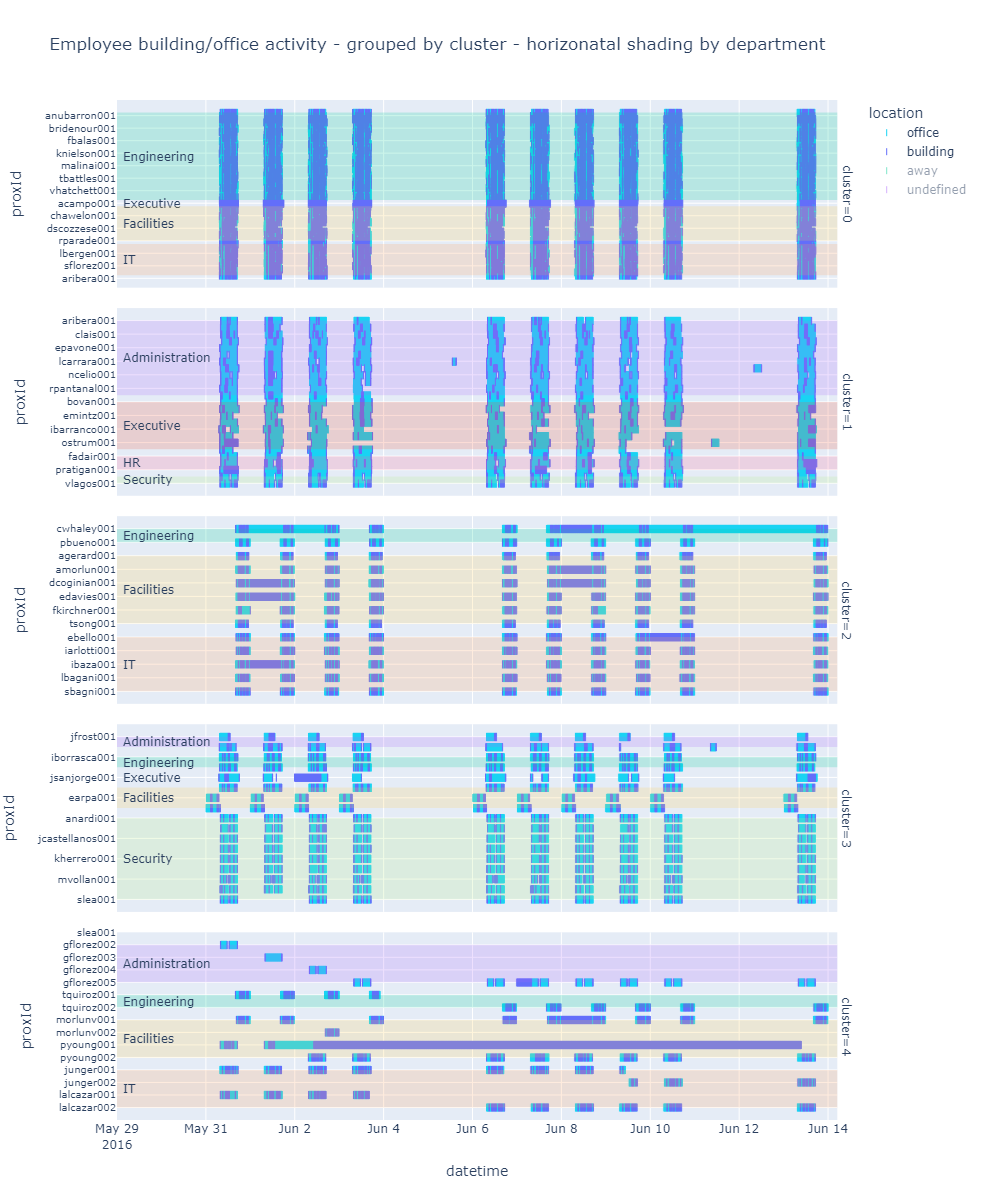 Employee building/office activity - grouped by cluster - horizonatal shading by department
location
office
building
away
undefined
proxId
anubarron001
bridenour001
fbalas001
knielson001
malinai001
tbattles001
vhatchett001
acampo001
chawelon001
dscozzese001
rparade001
lbergen001
sflorez001
aribera001
Engineering
Executive
Facilities
IT
cluster=0
proxId
aribera001
clais001
epavone001
lcarrara001
ncelio001
rpantanal001
bovan001
emintz001
ibarranco001
ostrum001
fadair001
pratigan001
vlagos001
Administration
Executive
HR
Security
cluster=1
proxId
cwhaley001
pbueno001
agerard001
amorlun001
dcoginian001
edavies001
fkirchner001
tsong001
ebello001
iarlotti001
ibaza001
lbagani001
sbagni001
Engineering
Facilities
IT
cluster=2
proxId
jfrost001
iborrasca001
jsanjorge001
earpa001
anardi001
jcastellanos001
kherrero001
mvollan001
slea001
Administration
Engineering
Executive
Facilities
Security
cluster=3
proxId
slea001
gflorez002
gflorez003
gflorez004
gflorez005
tquiroz001
tquiroz002
morlunv001
morlunv002
pyoung001
pyoung002
junger001
junger002
lalcazar001
lalcazar002
Administration
Engineering
Facilities
IT
cluster=4
May 29
2016
May 31
Jun 2
Jun 4
Jun 6
Jun 8
Jun 10
Jun 12
Jun 14
datetime